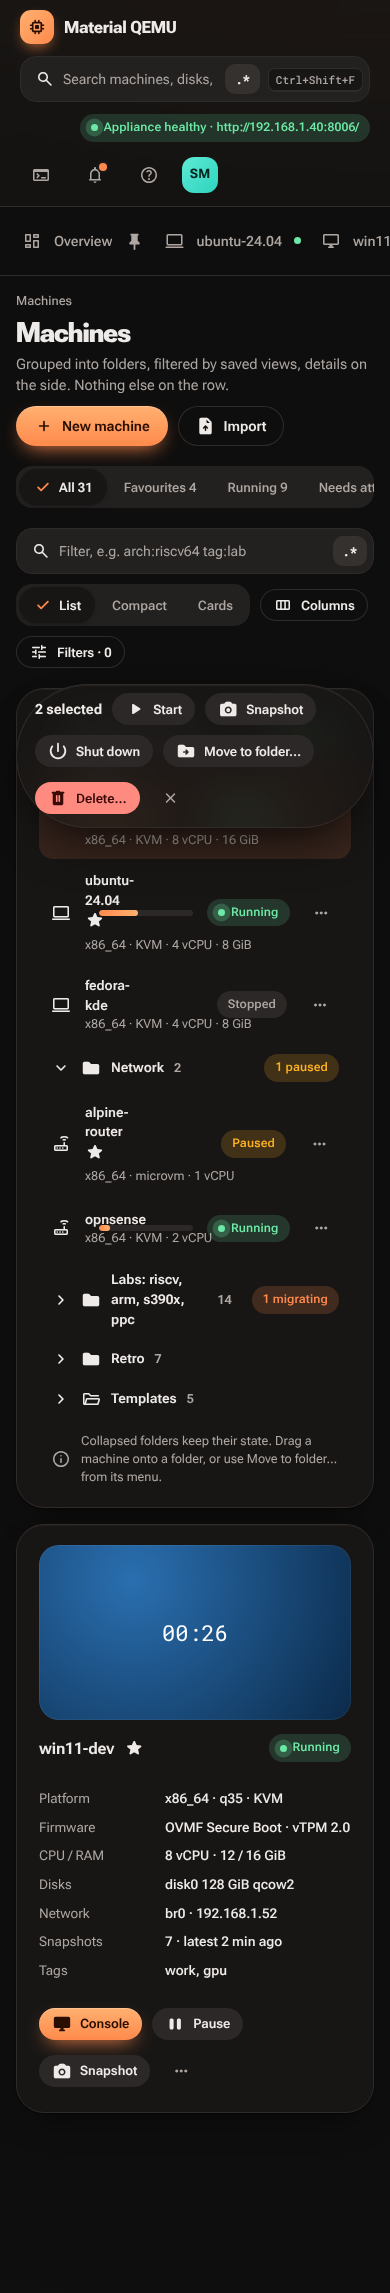 Material QEMU
Search machines, disks, .* Ctrl+Shift+F
Appliance healthy · http://192.168.1.40:8006/
SM
Overview ubuntu-24.04 win11
Machines
Machines
Grouped into folders, filtered by saved views, details on
the side. Nothing else on the row.
New machine Import
All 31 Favourites 4 Running 9 Needs att
Filter, e.g. arch:riscv64 tag:lab .*
List Compact Cards Columns
Filters · 0
2 selected Start Snapshot
Shut down Move to folder...
Delete...
x86_64 · KVM · 8 vCPU · 16 GiB
ubuntu-
24.04
Running
x86_64 · KVM · 4 vCPU · 8 GiB
fedora-
kde
Stopped
x86_64 · KVM · 4 vCPU · 8 GiB
Network 2 1 paused
alpine-
router
Paused
x86_64 · microvm · 1 vCPU
opnsense
Running
x86_64 · KVM · 2 vCPU
Labs: riscv,
arm, s390x,
ppc
14 1 migrating
Retro 7
Templates 5
Collapsed folders keep their state. Drag a
machine onto a folder, or use Move to folder...
from its menu.
00:26
win11-dev Running
Platform x86_64 · q35 · KVM
Firmware OVMF Secure Boot · vTPM 2.0
CPU / RAM 8 vCPU · 12 / 16 GiB
Disks disk0 128 GiB qcow2
Network br0 · 192.168.1.52
Snapshots 7 · latest 2 min ago
Tags work, gpu
Console Pause
Snapshot